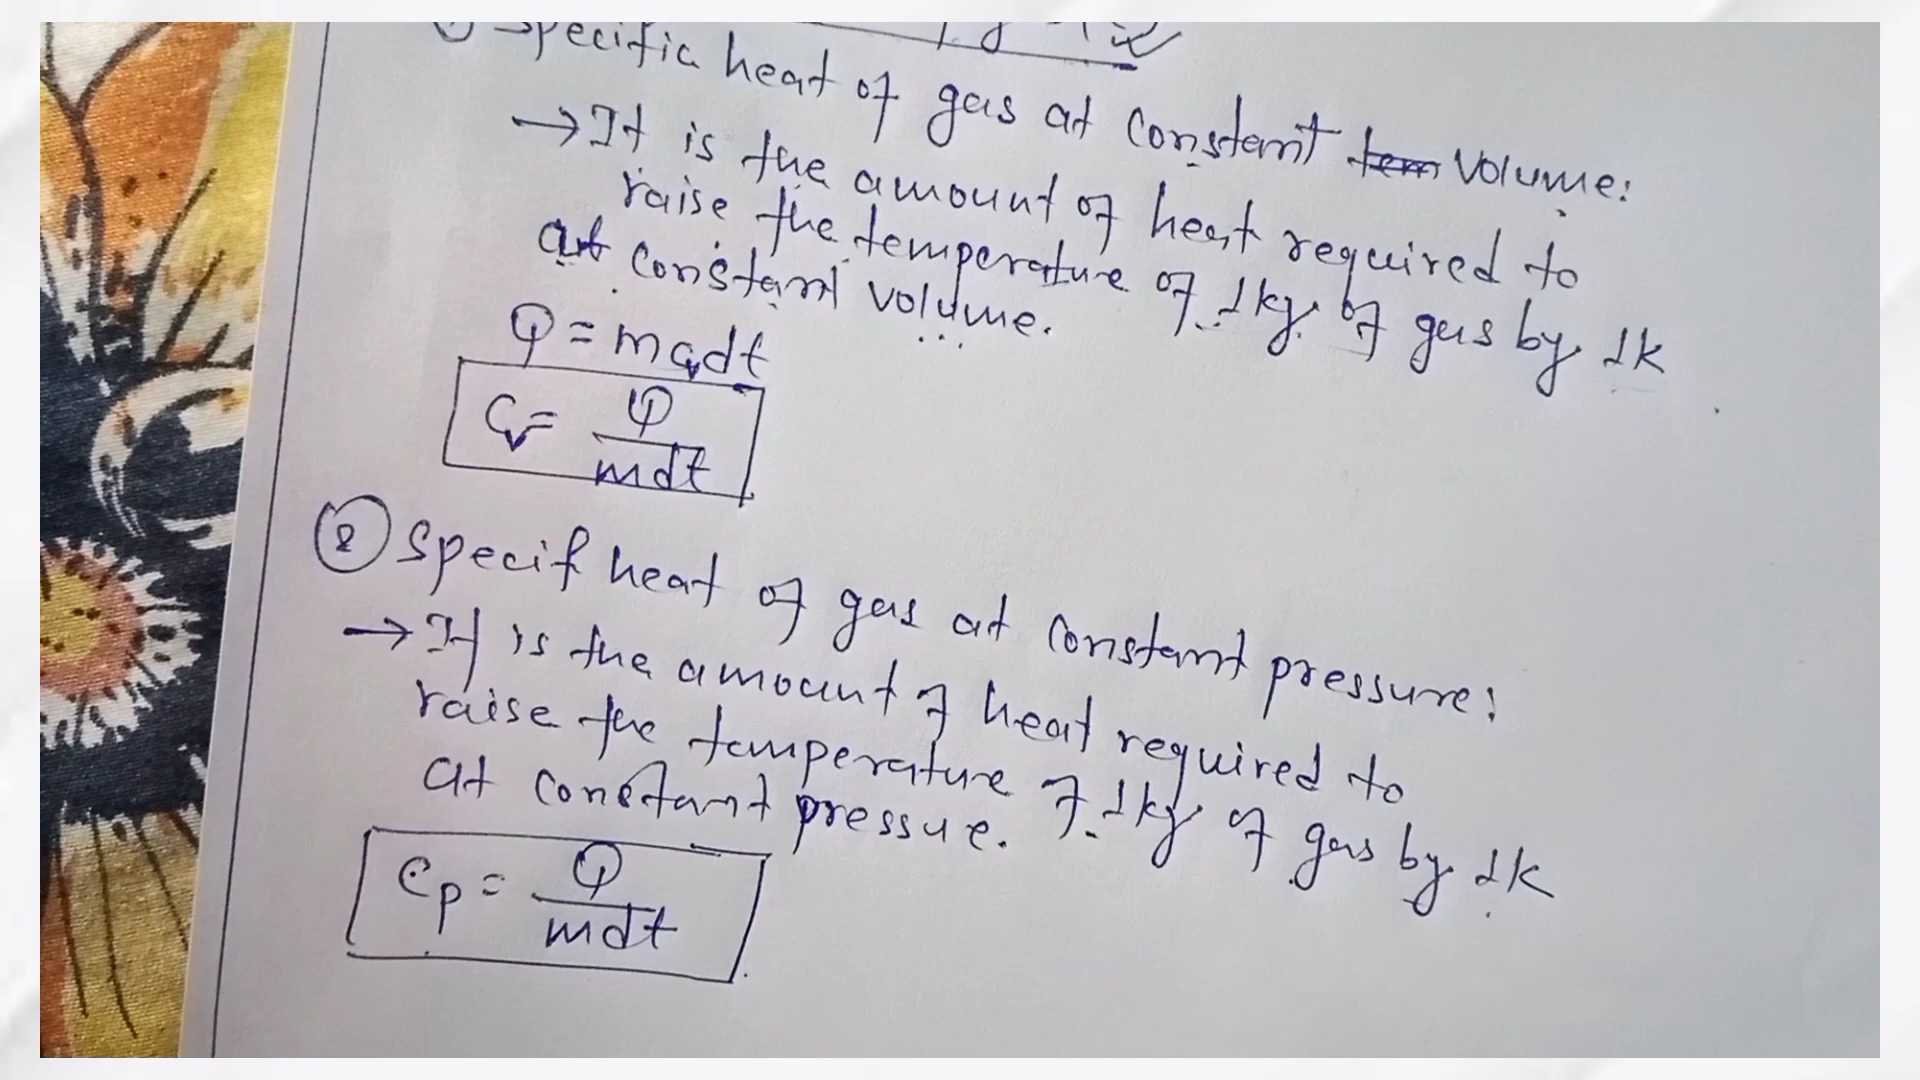 ① Specific heat of gas at constant volume:
→ It is the amount of heat required to
raise the temperature of 1kg of gas by 1K
at constant volume.
Q = mCvdt
Cv = Q/mdt
② Specif heat of gas at constant pressure:
→ It is the amount of heat required to
raise the temperature of 1kg of gas by 1K
at constant pressue.
Cp = Q/mdt